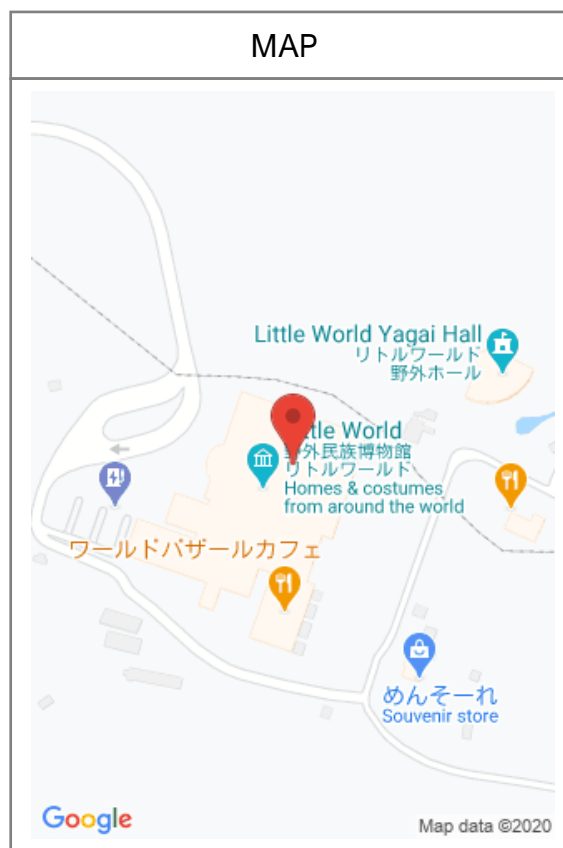 MAP
Little World Yagai Hall
リトルワールド
野外ホール
ttle World
野外民族博物館
リトルワールド
Homes & costumes
from around the world
ワールドバザールカフェ
めんそーれ
Souvenir store
Google
Map data ©2020